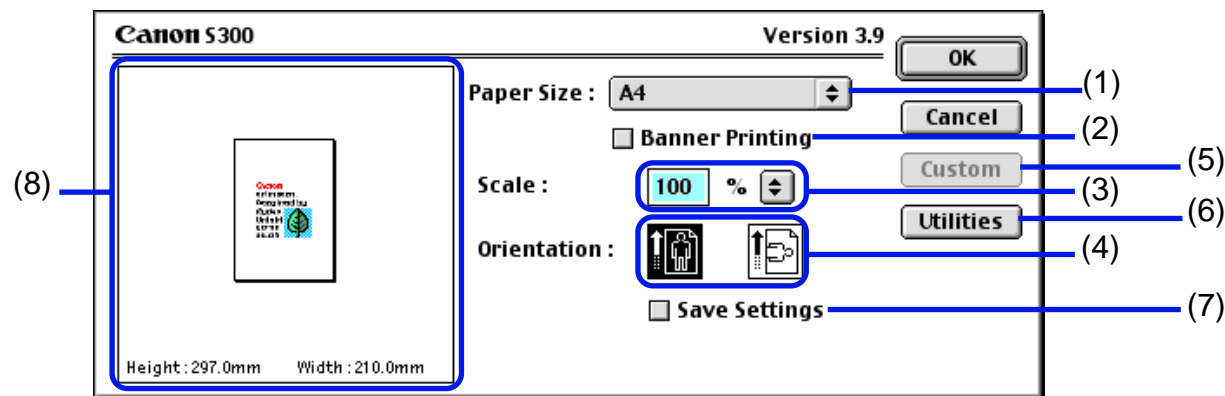 Canon S300 Version 3.9
OK
Paper Size : A4
(1)
Cancel
Banner Printing
(2)
Custom
(5)
Scale : 100 %
(3)
Utilities
(6)
Orientation :
(4)
Save Settings
(7)
(8)
Canon
Height : 297.0mm Width : 210.0mm